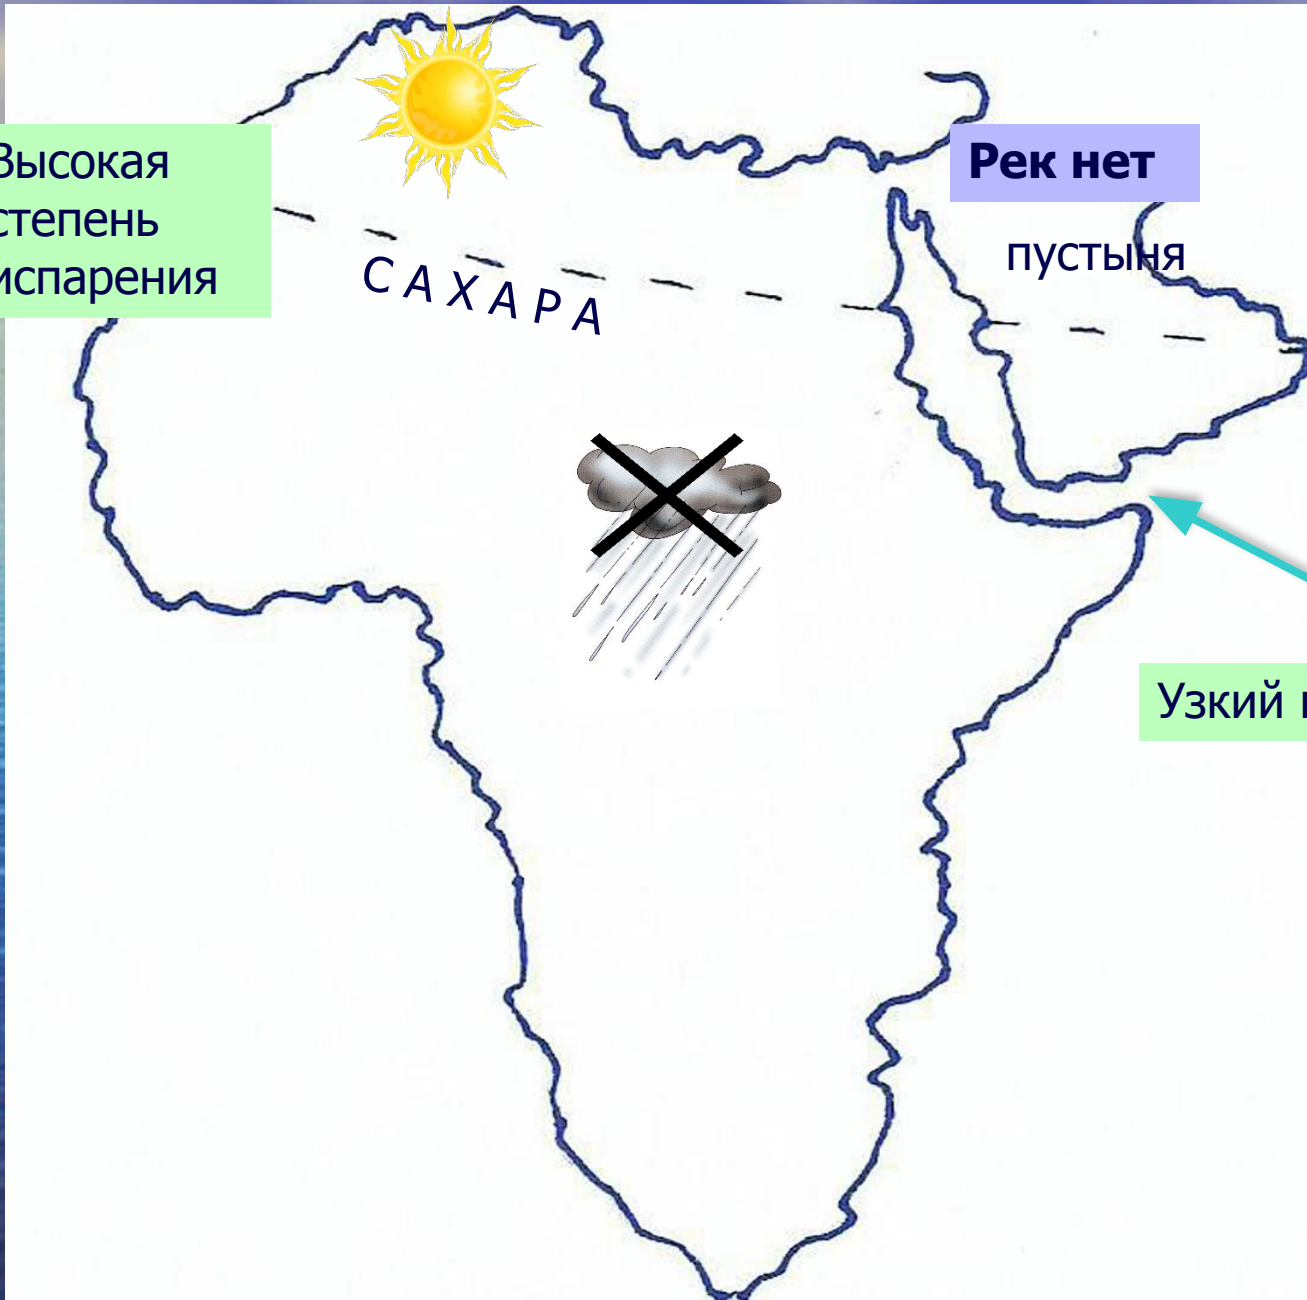 Высокая
степень
испарения
Рек нет
пустыня
САХАРА
Узкий